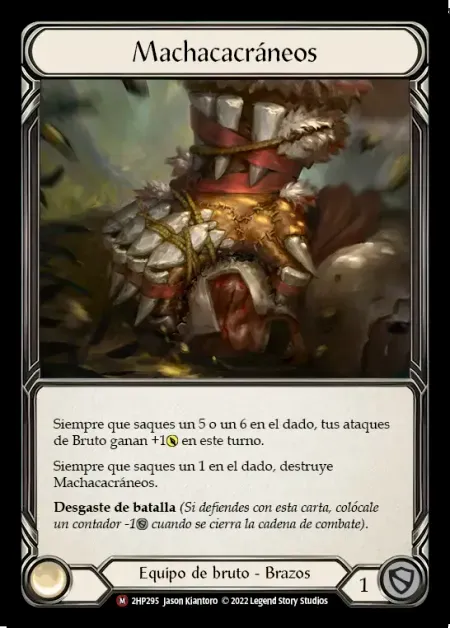 Machacacráneos
Siempre que saques un 5 o un 6 en el dado, tus ataques
de Bruto ganan +1 en este turno.
Siempre que saques un 1 en el dado, destruye
Machacacráneos.
Desgaste de batalla (Si defiendes con esta carta, colócale
un contador -1 cuando se cierra la cadena de combate).
Equipo de bruto - Brazos
1
M 2HP295 Jason Kiantoro © 2022 Legend Story Studios